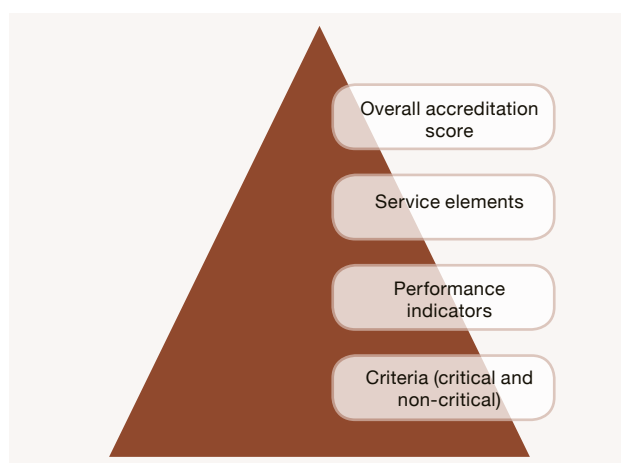 Overall accreditation
score
Service elements
Performance
indicators
Criteria (critical and
non-critical)